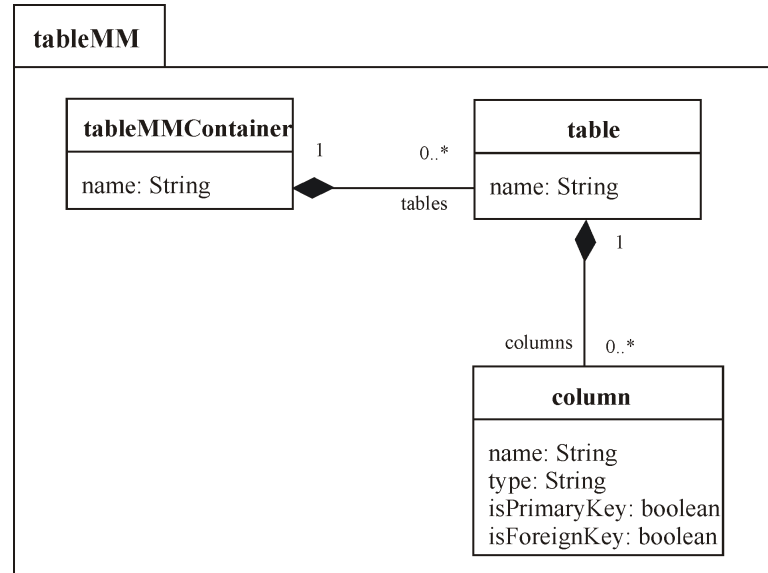 tableMM
tableMMContainer
name: String
1
0..*
tables
table
name: String
1
columns
0..*
column
name: String
type: String
isPrimaryKey: boolean
isForeignKey: boolean